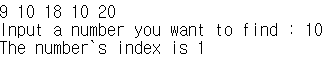 9 10 18 10 20
Input a number you want to find : 10
The number`s index is 1